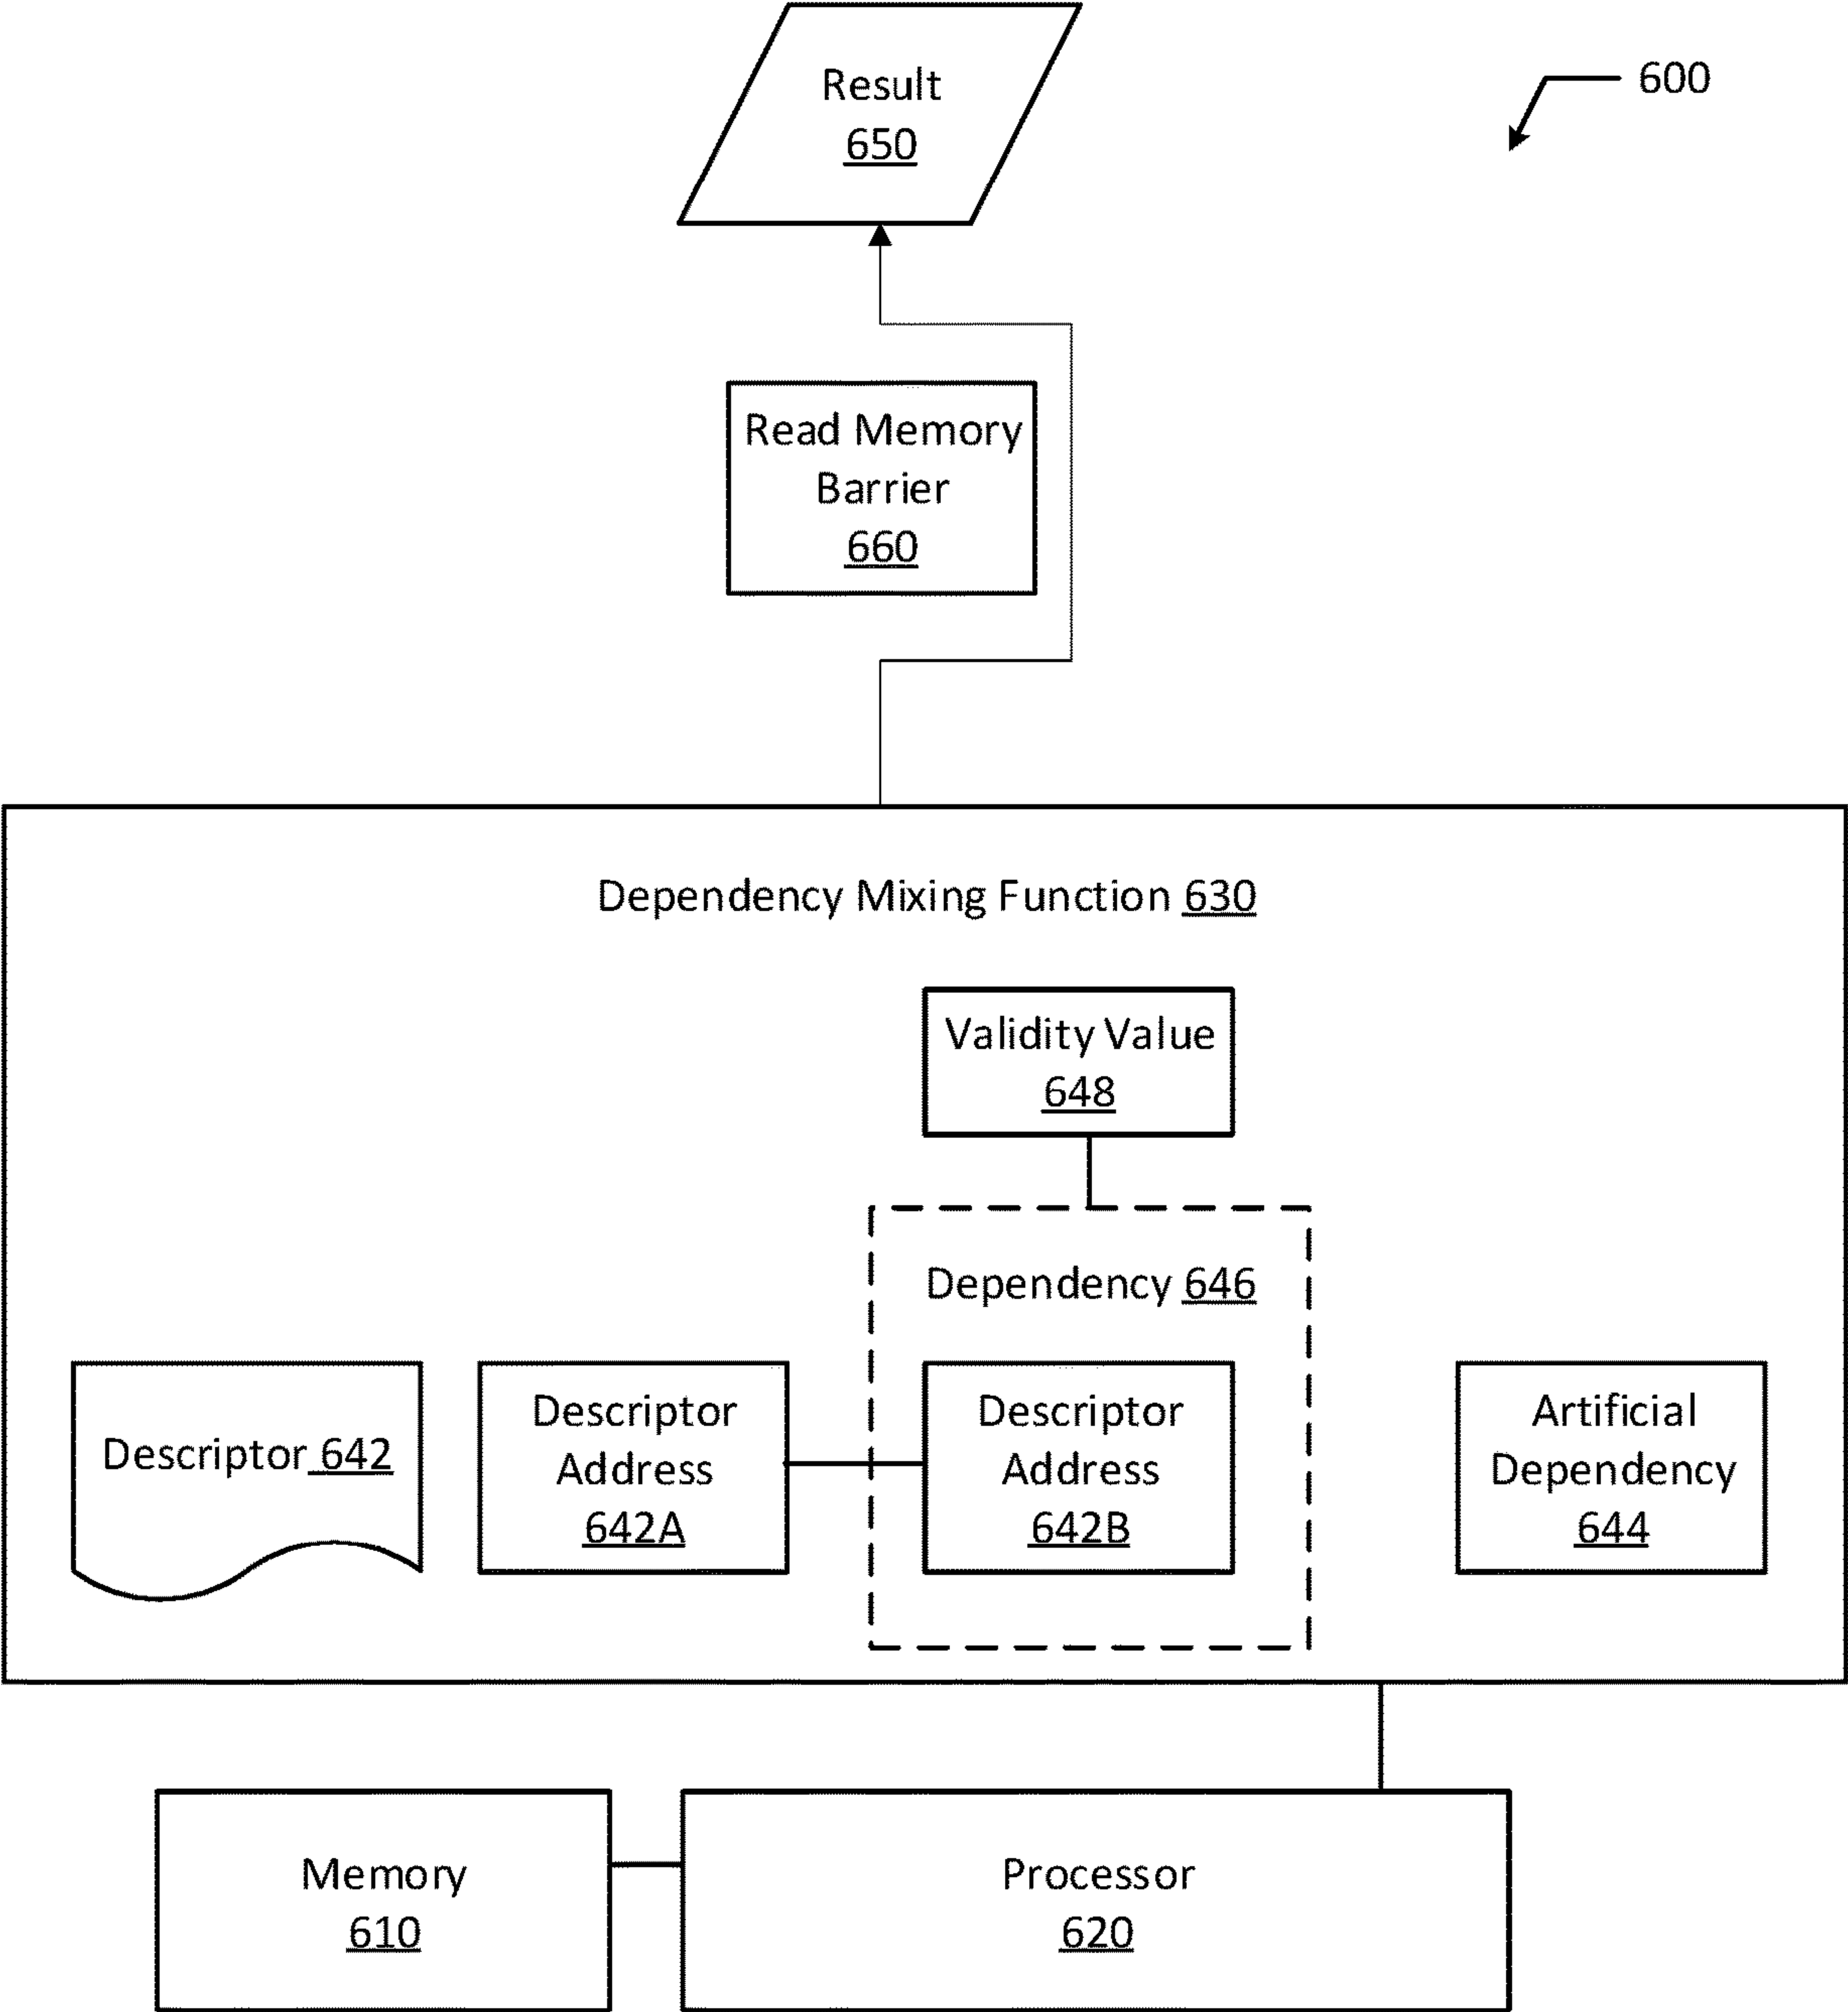 Result
650
600
Read Memory
Barrier
660
Dependency Mixing Function 630
Validity Value
648
Dependency 646
Descriptor 642
Descriptor
Address
642A
Descriptor
Address
642B
Artificial
Dependency
644
Memory
610
Processor
620